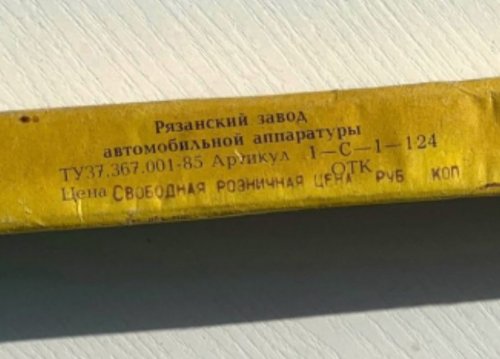 Рязанский завод
автомобильной аппаратуры
ТУ37.367.001-85 Артикул 1—С—1—124
ОТК
Цена СВОБОДНАЯ РОЗНИЧНАЯ ЦЕНА РУБ КОП